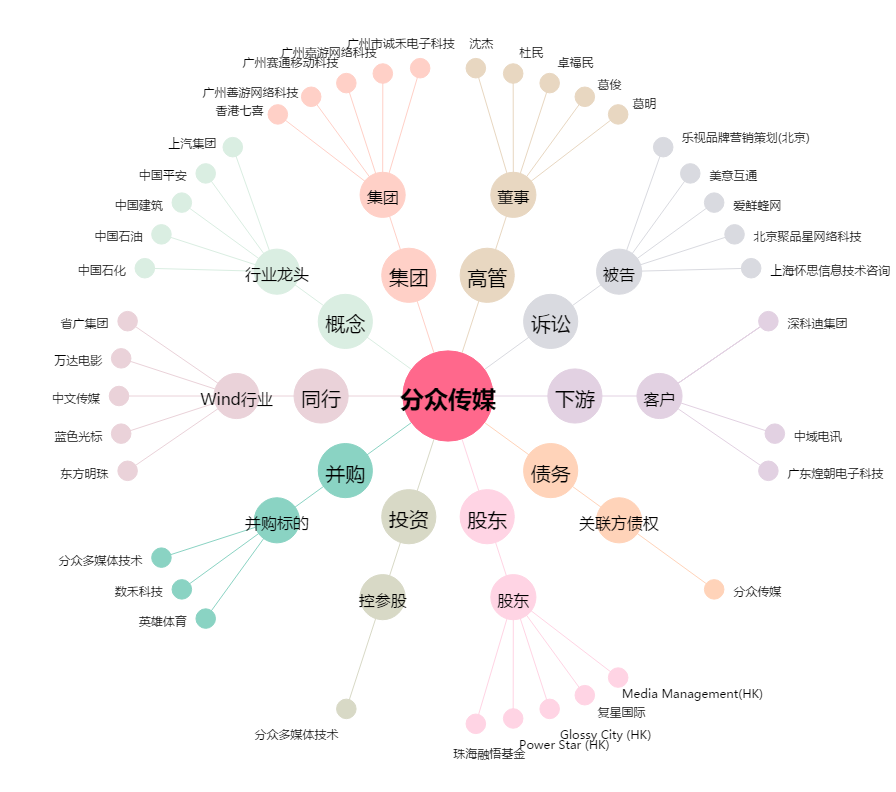 沈杰
广州市诚禾电子科技
杜民
广州嘉游网络科技
广州赛通移动科技
卓福民
葛俊
广州善游网络科技
葛明
香港七喜
上汽集团
乐视品牌营销策划(北京)
中国平安
美意互通
集团
董事
中国建筑
爱鲜蜂网
中国石油
北京聚品星网络科技
中国石化
行业龙头
集团
高管
被告
上海怀思信息技术咨询
省广集团
概念
诉讼
深科迪集团
万达电影
中文传媒
Wind行业
同行
分众传媒
下游
客户
蓝色光标
中域电讯
东方明珠
并购
债务
广东煌朝电子科技
并购标的
投资
股东
关联方债权
分众多媒体技术
数禾科技
分众传媒
控参股
股东
英雄体育
Media Management(HK)
复星国际
分众多媒体技术
Glossy City (HK)
Power Star (HK)
珠海融悟基金